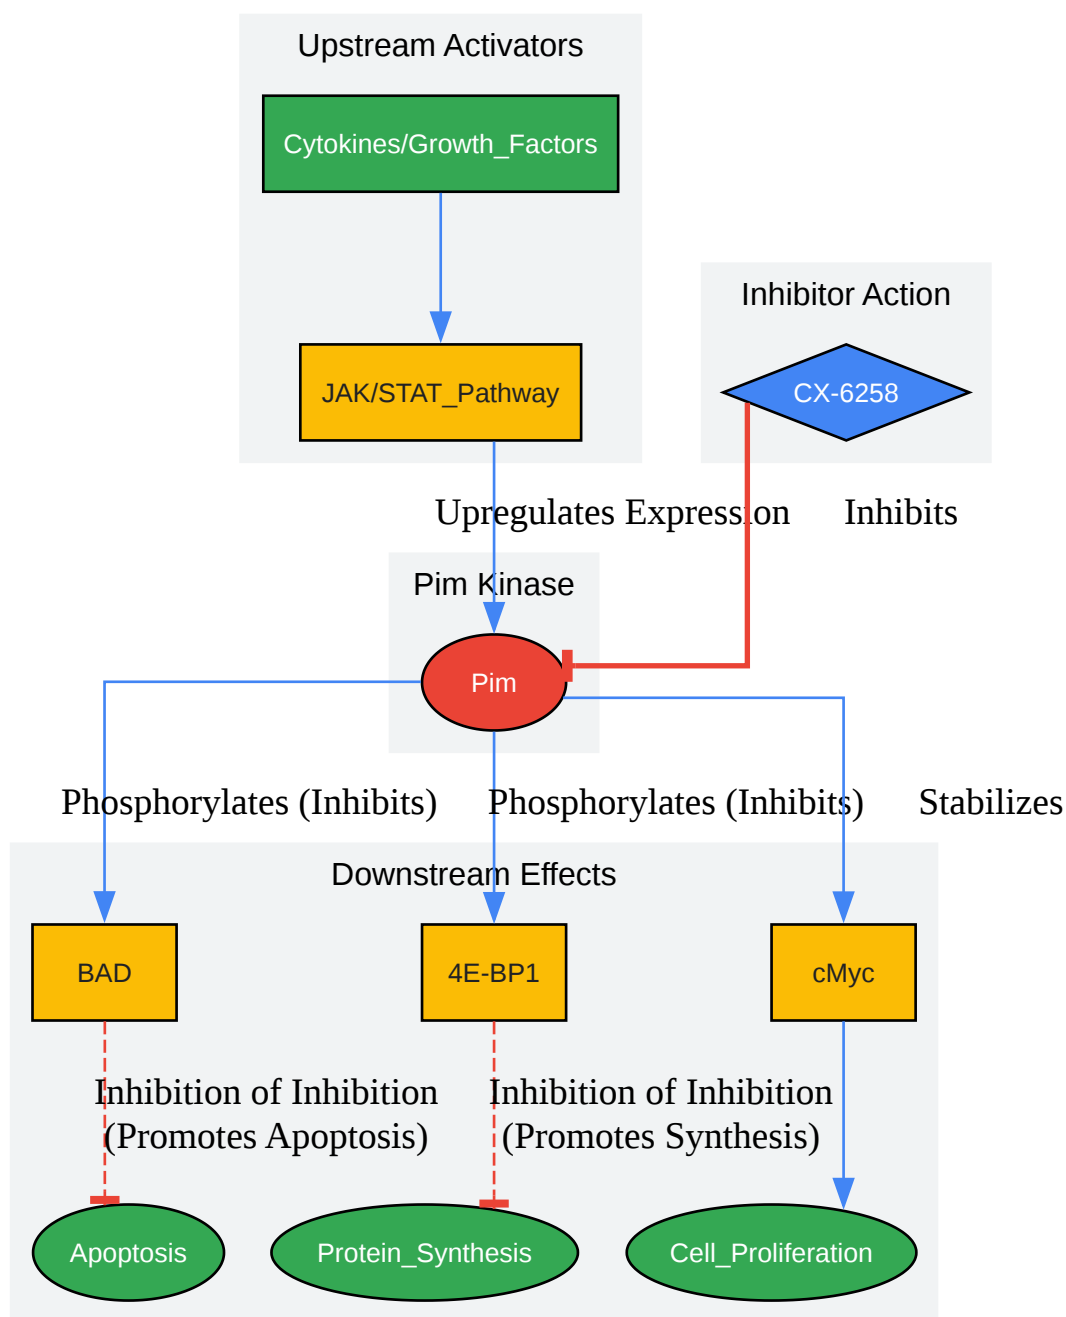 Upstream Activators
Cytokines/Growth_Factors
Inhibitor Action
JAK/STAT_Pathway
CX-6258
Upregulates Expression
Inhibits
Pim Kinase
Pim
Phosphorylates (Inhibits)
Phosphorylates (Inhibits)
Stabilizes
Downstream Effects
BAD
4E-BP1
cMyc
Inhibition of Inhibition
(Promotes Apoptosis)
Inhibition of Inhibition
(Promotes Synthesis)
Apoptosis
Protein_Synthesis
Cell_Proliferation